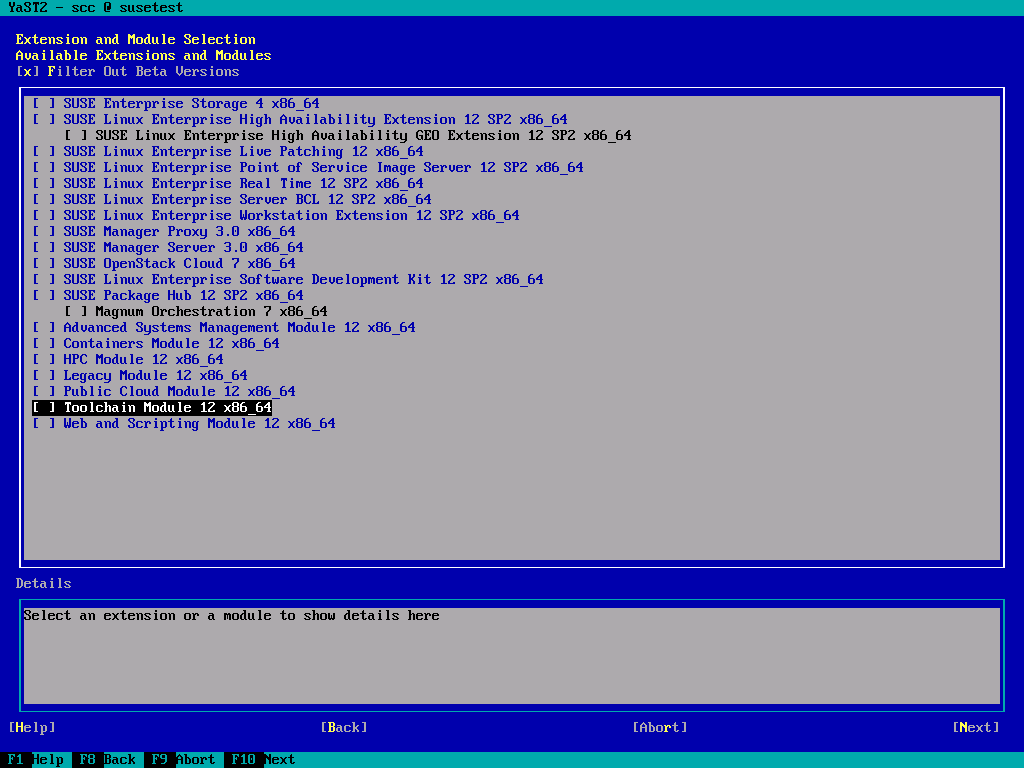 YaST2 - scc @ susetest
Extension and Module Selection
Available Extensions and Modules
[x] Filter Out Beta Versions
[ ] SUSE Enterprise Storage 4 x86_64
[ ] SUSE Linux Enterprise High Availability Extension 12 SP2 x86_64
[ ] SUSE Linux Enterprise High Availability GEO Extension 12 SP2 x86_64
[ ] SUSE Linux Enterprise Live Patching 12 x86_64
[ ] SUSE Linux Enterprise Point of Service Image Server 12 SP2 x86_64
[ ] SUSE Linux Enterprise Real Time 12 SP2 x86_64
[ ] SUSE Linux Enterprise Server BCL 12 SP2 x86_64
[ ] SUSE Linux Enterprise Workstation Extension 12 SP2 x86_64
[ ] SUSE Manager Proxy 3.0 x86_64
[ ] SUSE Manager Server 3.0 x86_64
[ ] SUSE OpenStack Cloud 7 x86_64
[ ] SUSE Linux Enterprise Software Development Kit 12 SP2 x86_64
[ ] SUSE Package Hub 12 SP2 x86_64
[ ] Magnum Orchestration 7 x86_64
[ ] Advanced Systems Management Module 12 x86_64
[ ] Containers Module 12 x86_64
[ ] HPC Module 12 x86_64
[ ] Legacy Module 12 x86_64
[ ] Public Cloud Module 12 x86_64
[ ] Toolchain Module 12 x86_64
[ ] Web and Scripting Module 12 x86_64
Details
Select an extension or a module to show details here
[Help] [Back] [Abort] [Next]
F1 Help F8 Back F9 Abort F10 Next